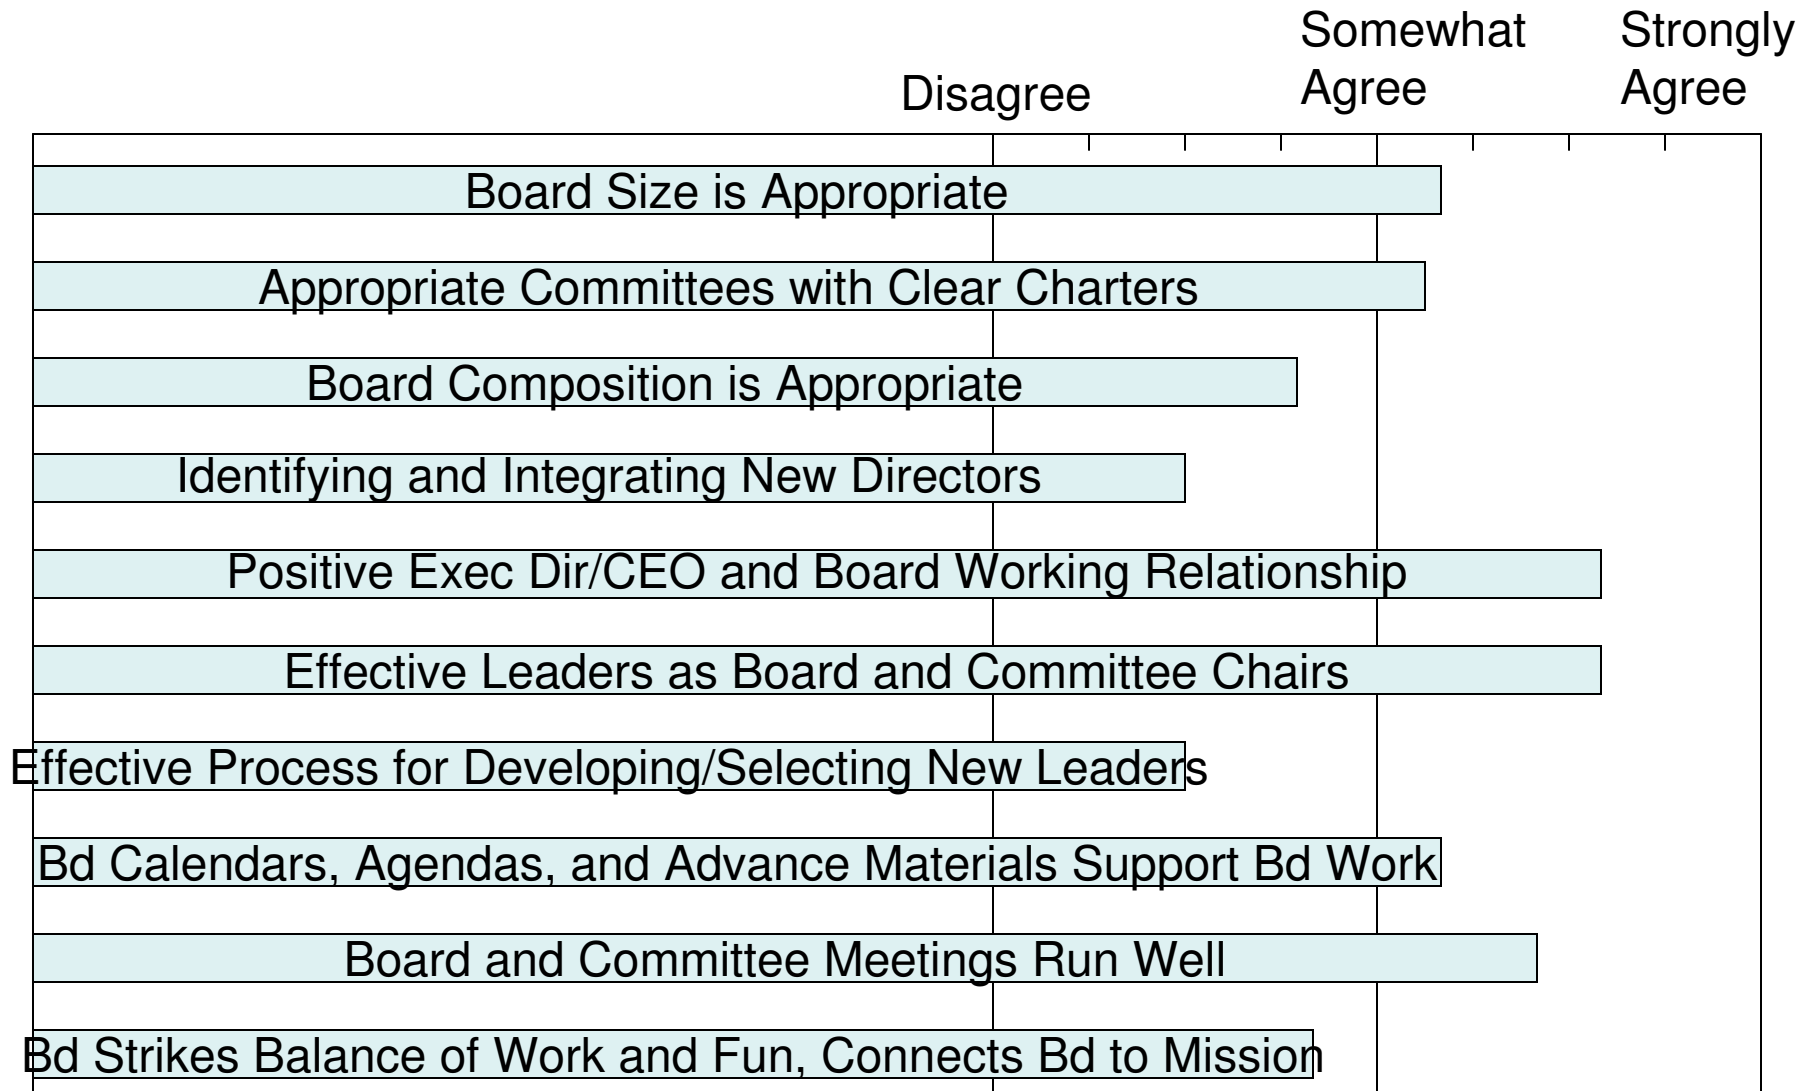 Disagree
Somewhat
Agree
Strongly
Agree
Board Size is Appropriate
Appropriate Committees with Clear Charters
Board Composition is Appropriate
Identifying and Integrating New Directors
Positive Exec Dir/CEO and Board Working Relationship
Effective Leaders as Board and Committee Chairs
Effective Process for Developing/Selecting New Leaders
Bd Calendars, Agendas, and Advance Materials Support Bd Work
Board and Committee Meetings Run Well
Bd Strikes Balance of Work and Fun, Connects Bd to Mission